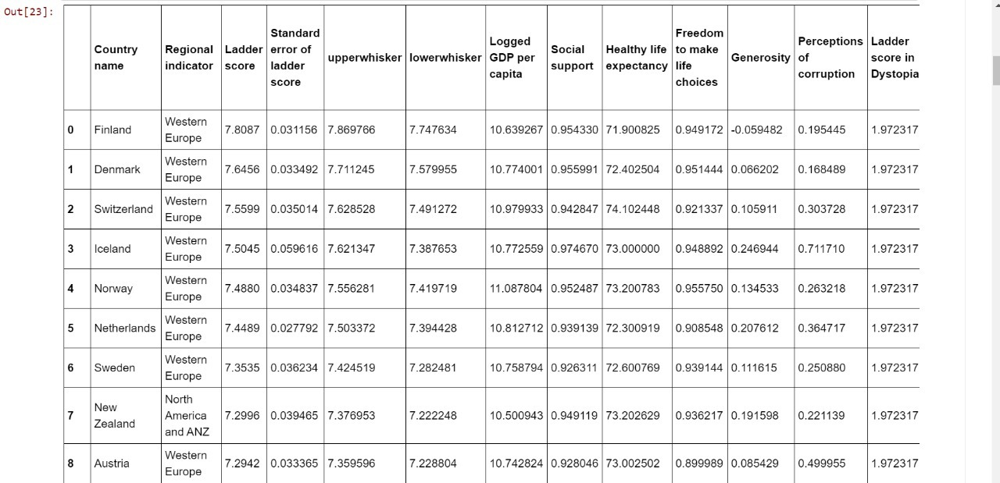 Out[23]:
Country name | Regional indicator | Ladder score | Standard error of ladder score | upperwhisker | lowerwhisker | Logged GDP per capita | Social support | Healthy life expectancy | Freedom to make life choices | Generosity | Perceptions of corruption | Ladder score in Dystopia
0 | Finland | Western Europe | 7.8087 | 0.031156 | 7.869766 | 7.747634 | 10.639267 | 0.954330 | 71.900825 | 0.949172 | -0.059482 | 0.195445 | 1.972317
1 | Denmark | Western Europe | 7.6456 | 0.033492 | 7.711245 | 7.579955 | 10.774001 | 0.955991 | 72.402504 | 0.951444 | 0.066202 | 0.168489 | 1.972317
2 | Switzerland | Western Europe | 7.5599 | 0.035014 | 7.628528 | 7.491272 | 10.979933 | 0.942847 | 74.102448 | 0.921337 | 0.105911 | 0.303728 | 1.972317
3 | Iceland | Western Europe | 7.5045 | 0.059616 | 7.621347 | 7.387653 | 10.772559 | 0.974670 | 73.000000 | 0.948892 | 0.246944 | 0.711710 | 1.972317
4 | Norway | Western Europe | 7.4880 | 0.034837 | 7.556281 | 7.419719 | 11.087804 | 0.952487 | 73.200783 | 0.955750 | 0.134533 | 0.263218 | 1.972317
5 | Netherlands | Western Europe | 7.4489 | 0.027792 | 7.503372 | 7.394428 | 10.812712 | 0.939139 | 72.300919 | 0.908548 | 0.207612 | 0.364717 | 1.972317
6 | Sweden | Western Europe | 7.3535 | 0.036234 | 7.424519 | 7.282481 | 10.758794 | 0.926311 | 72.600769 | 0.939144 | 0.111615 | 0.250880 | 1.972317
7 | New Zealand | North America and ANZ | 7.2996 | 0.039465 | 7.376953 | 7.222248 | 10.500943 | 0.949119 | 73.202629 | 0.936217 | 0.191598 | 0.221139 | 1.972317
8 | Austria | Western Europe | 7.2942 | 0.033365 | 7.359596 | 7.228804 | 10.742824 | 0.928046 | 73.002502 | 0.899989 | 0.085429 | 0.499955 | 1.972317